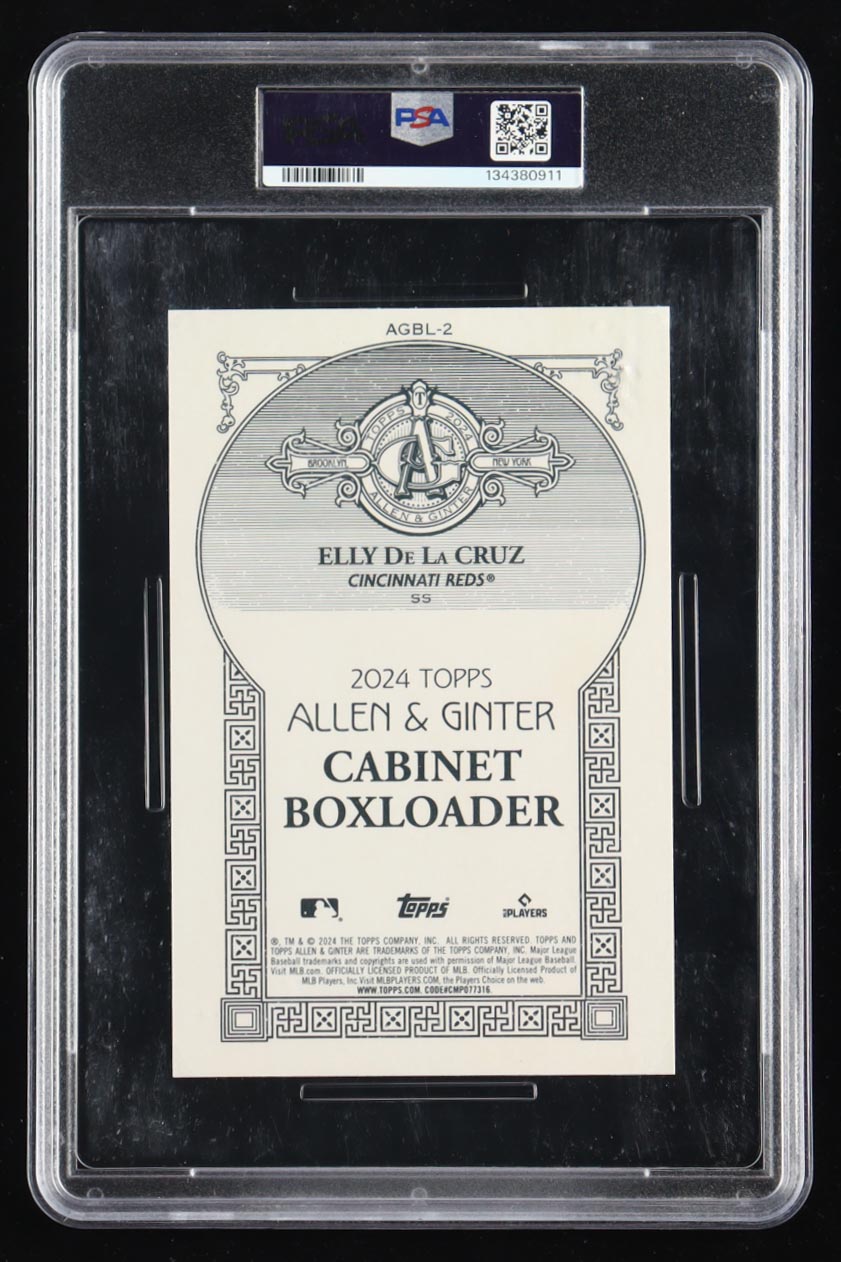 PSA
134380911
AGBL-2
T
TOPPS 2024
BROOKLYN, NEW YORK
ALLEN & GINTER
ELLY DE LA CRUZ
CINCINNATI REDS®
SS
2024 TOPPS
ALLEN & GINTER
CABINET
BOXLOADER
topps
PLAYERS
®, TM & © 2024 THE TOPPS COMPANY, INC. ALL RIGHTS RESERVED. TOPPS AND
TOPPS ALLEN & GINTER ARE TRADEMARKS OF THE TOPPS COMPANY, INC. Major League
Baseball trademarks and copyrights are used with permission of Major League Baseball.
Visit MLB.com. OFFICIALLY LICENSED PRODUCT OF MLB. Officially Licensed Product of
MLB Players, Inc. Visit MLBPLAYERS.COM, the Players Choice on the web.
WWW.TOPPS.COM. CODE#CMP077316.